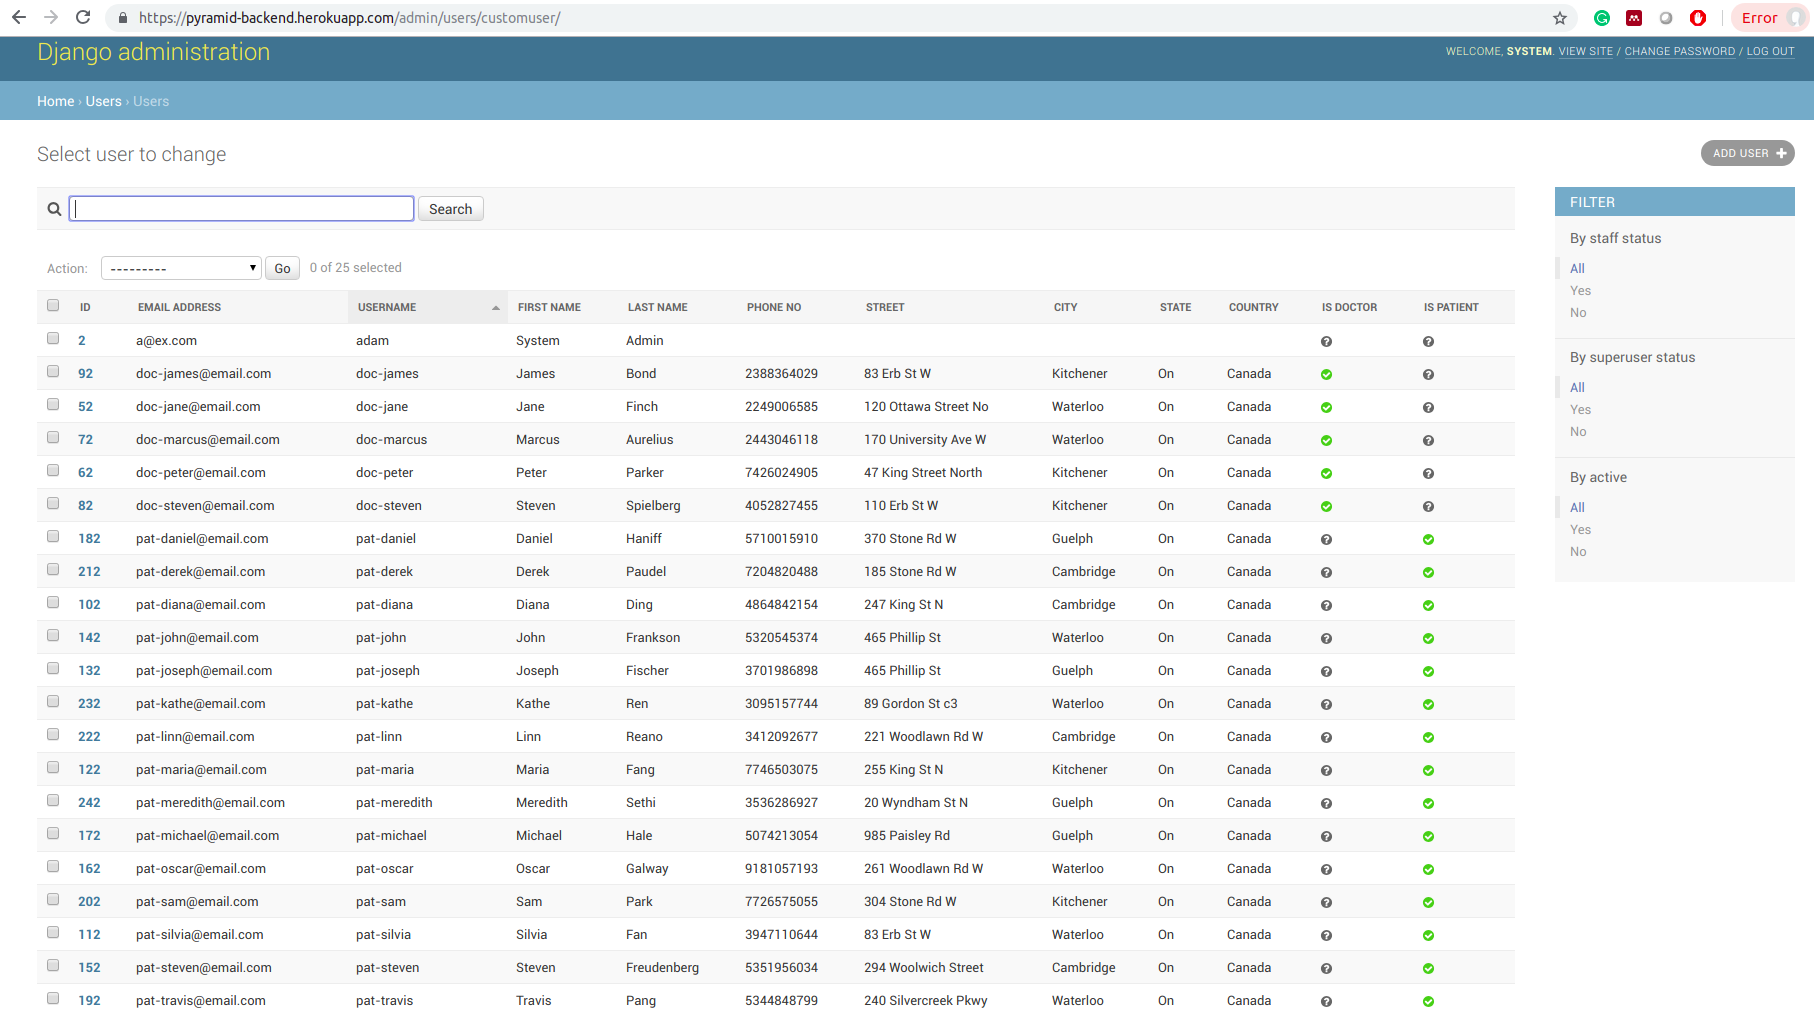 https://pyramid-backend.herokuapp.com/admin/users/customuser/ Error
Django administration WELCOME, SYSTEM. VIEW SITE / CHANGE PASSWORD / LOG OUT
Home › Users › Users
Select user to change ADD USER +
Search
FILTER
By staff status
All
Yes
No
By superuser status
All
Yes
No
By active
All
Yes
No
Action: --------- Go 0 of 25 selected
ID EMAIL ADDRESS USERNAME FIRST NAME LAST NAME PHONE NO STREET CITY STATE COUNTRY IS DOCTOR IS PATIENT
2 a@ex.com adam System Admin
92 doc-james@email.com doc-james James Bond 2388364029 83 Erb St W Kitchener On Canada
52 doc-jane@email.com doc-jane Jane Finch 2249006585 120 Ottawa Street No Waterloo On Canada
72 doc-marcus@email.com doc-marcus Marcus Aurelius 2443046118 170 University Ave W Waterloo On Canada
62 doc-peter@email.com doc-peter Peter Parker 7426024905 47 King Street North Kitchener On Canada
82 doc-steven@email.com doc-steven Steven Spielberg 4052827455 110 Erb St W Kitchener On Canada
182 pat-daniel@email.com pat-daniel Daniel Haniff 5710015910 370 Stone Rd W Guelph On Canada
212 pat-derek@email.com pat-derek Derek Paudel 7204820488 185 Stone Rd W Cambridge On Canada
102 pat-diana@email.com pat-diana Diana Ding 4864842154 247 King St N Cambridge On Canada
142 pat-john@email.com pat-john John Frankson 5320545374 465 Phillip St Waterloo On Canada
132 pat-joseph@email.com pat-joseph Joseph Fischer 3701986898 465 Phillip St Guelph On Canada
232 pat-kathe@email.com pat-kathe Kathe Ren 3095157744 89 Gordon St c3 Waterloo On Canada
222 pat-linn@email.com pat-linn Linn Reano 3412092677 221 Woodlawn Rd W Cambridge On Canada
122 pat-maria@email.com pat-maria Maria Fang 7746503075 255 King St N Kitchener On Canada
242 pat-meredith@email.com pat-meredith Meredith Sethi 3536286927 20 Wyndham St N Guelph On Canada
172 pat-michael@email.com pat-michael Michael Hale 5074213054 985 Paisley Rd Guelph On Canada
162 pat-oscar@email.com pat-oscar Oscar Galway 9181057193 261 Woodlawn Rd W Waterloo On Canada
202 pat-sam@email.com pat-sam Sam Park 7726575055 304 Stone Rd W Kitchener On Canada
112 pat-silvia@email.com pat-silvia Silvia Fan 3947110644 83 Erb St W Waterloo On Canada
152 pat-steven@email.com pat-steven Steven Freudenberg 5351956034 294 Woolwich Street Cambridge On Canada
192 pat-travis@email.com pat-travis Travis Pang 5344848799 240 Silvercreek Pkwy Waterloo On Canada